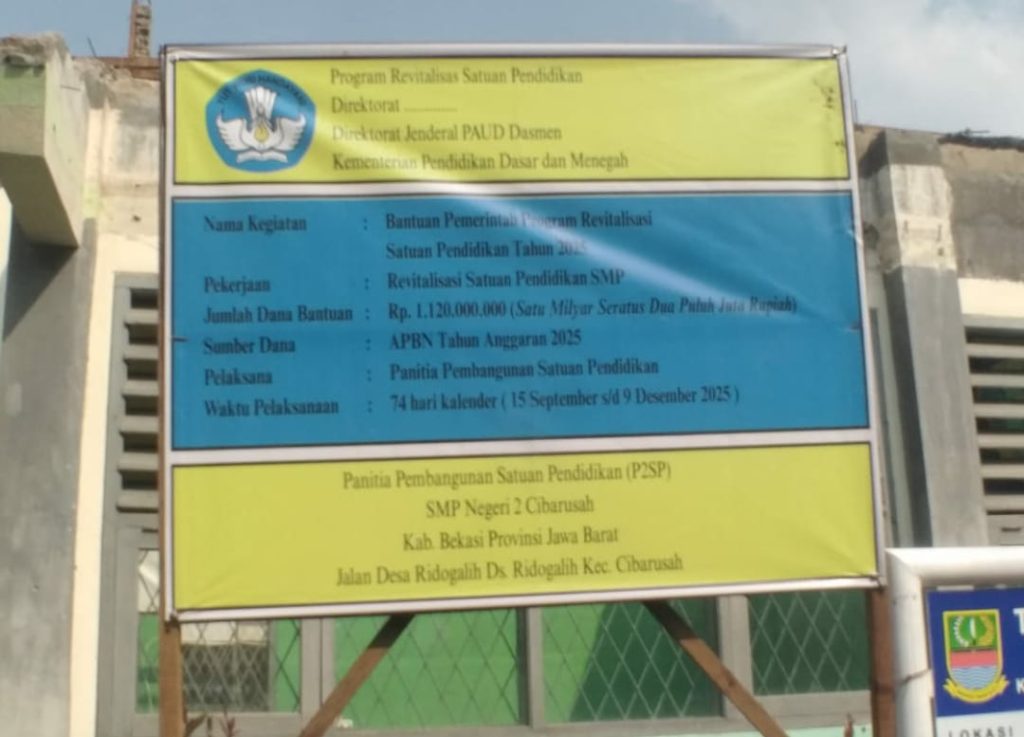 Program Revitalisas Satuan Pendidikan
Direktorat ..............
Direktorat Jenderal PAUD Dasmen
Kementerian Pendidikan Dasar dan Menegah
Nama Kegiatan : Bantuan Pemerintah Program Revitalisasi
Satuan Pendidikan Tahun 2025
Pekerjaan : Revitalisasi Satuan Pendidikan SMP
Jumlah Dana Bantuan : Rp. 1.120.000.000 (Satu Milyar Seratus Dua Puluh Juta Rupiah)
Sumber Dana : APBN Tahun Anggaran 2025
Pelaksana : Panitia Pembangunan Satuan Pendidikan
Waktu Pelaksanaan : 74 hari kalender ( 15 September s/d 9 Desember 2025 )
Panitia Pembangunan Satuan Pendidikan (P2SP)
SMP Negeri 2 Cibarusah
Kab. Bekasi Provinsi Jawa Barat
Jalan Desa Ridogalih Ds. Ridogalih Kec. Cibarusah
LOKASI